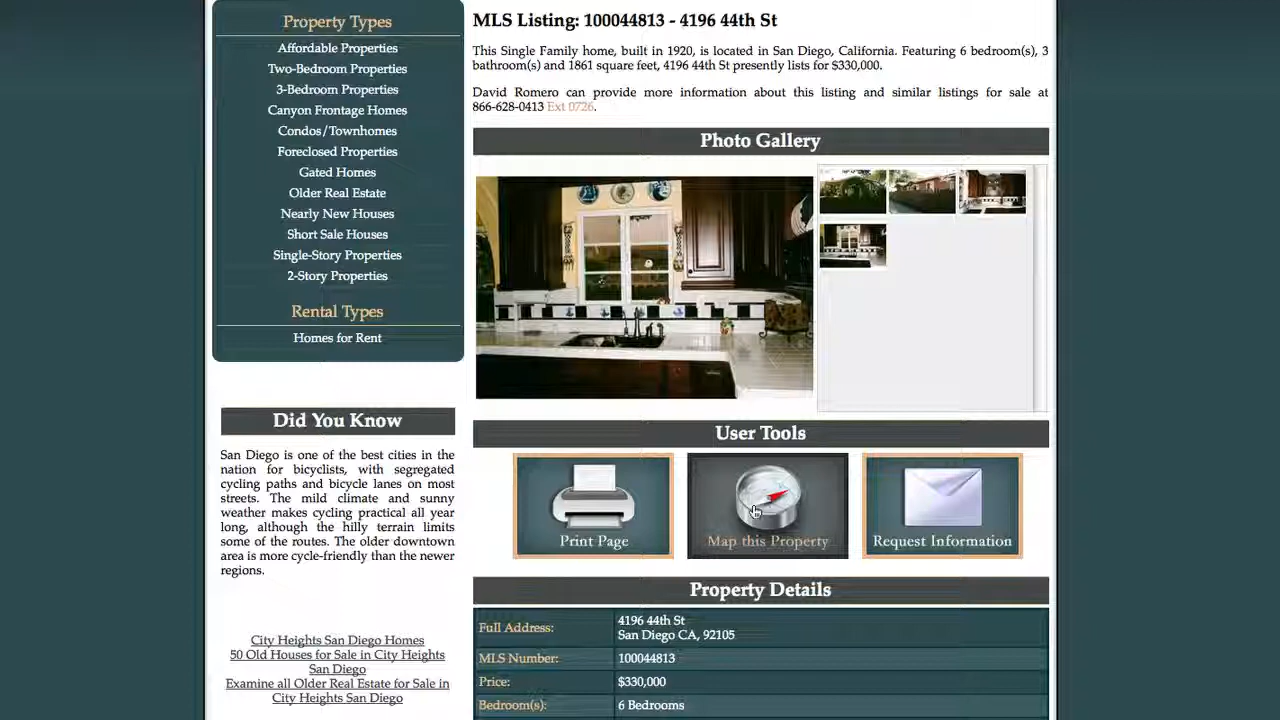 Property Types
Affordable Properties
Two-Bedroom Properties
3-Bedroom Properties
Canyon Frontage Homes
Condos/Townhomes
Foreclosed Properties
Gated Homes
Older Real Estate
Nearly New Houses
Short Sale Houses
Single-Story Properties
2-Story Properties
Rental Types
Homes for Rent
Did You Know
San Diego is one of the best cities in the
nation for bicyclists, with segregated
cycling paths and bicycle lanes on most
streets. The mild climate and sunny
weather makes cycling practical all year
long, although the hilly terrain limits
some of the routes. The older downtown
area is more cycle-friendly than the newer
regions.
City Heights San Diego Homes
50 Old Houses for Sale in City Heights
San Diego
Examine all Older Real Estate for Sale in
City Heights San Diego
MLS Listing: 100044813 - 4196 44th St
This Single Family home, built in 1920, is located in San Diego, California. Featuring 6 bedroom(s), 3
bathroom(s) and 1861 square feet, 4196 44th St presently lists for $330,000.
David Romero can provide more information about this listing and similar listings for sale at
866-628-0413 Ext 0726.
Photo Gallery
User Tools
Print Page
Map this Property
Request Information
Property Details
Full Address:
4196 44th St
San Diego CA, 92105
MLS Number:
100044813
Price:
$330,000
Bedroom(s):
6 Bedrooms